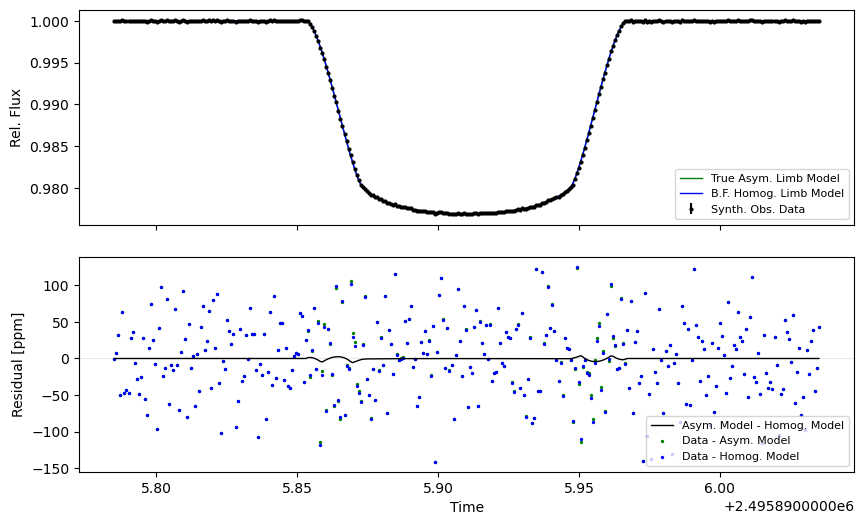 1.000
0.995
0.990
0.985
0.980
Rel. Flux
True Asym. Limb Model
B.F. Homog. Limb Model
Synth. Obs. Data
100
50
0
−50
−100
−150
Residual [ppm]
Asym. Model - Homog. Model
Data - Asym. Model
Data - Homog. Model
5.80
5.85
5.90
5.95
6.00
Time
+2.4958900000e6